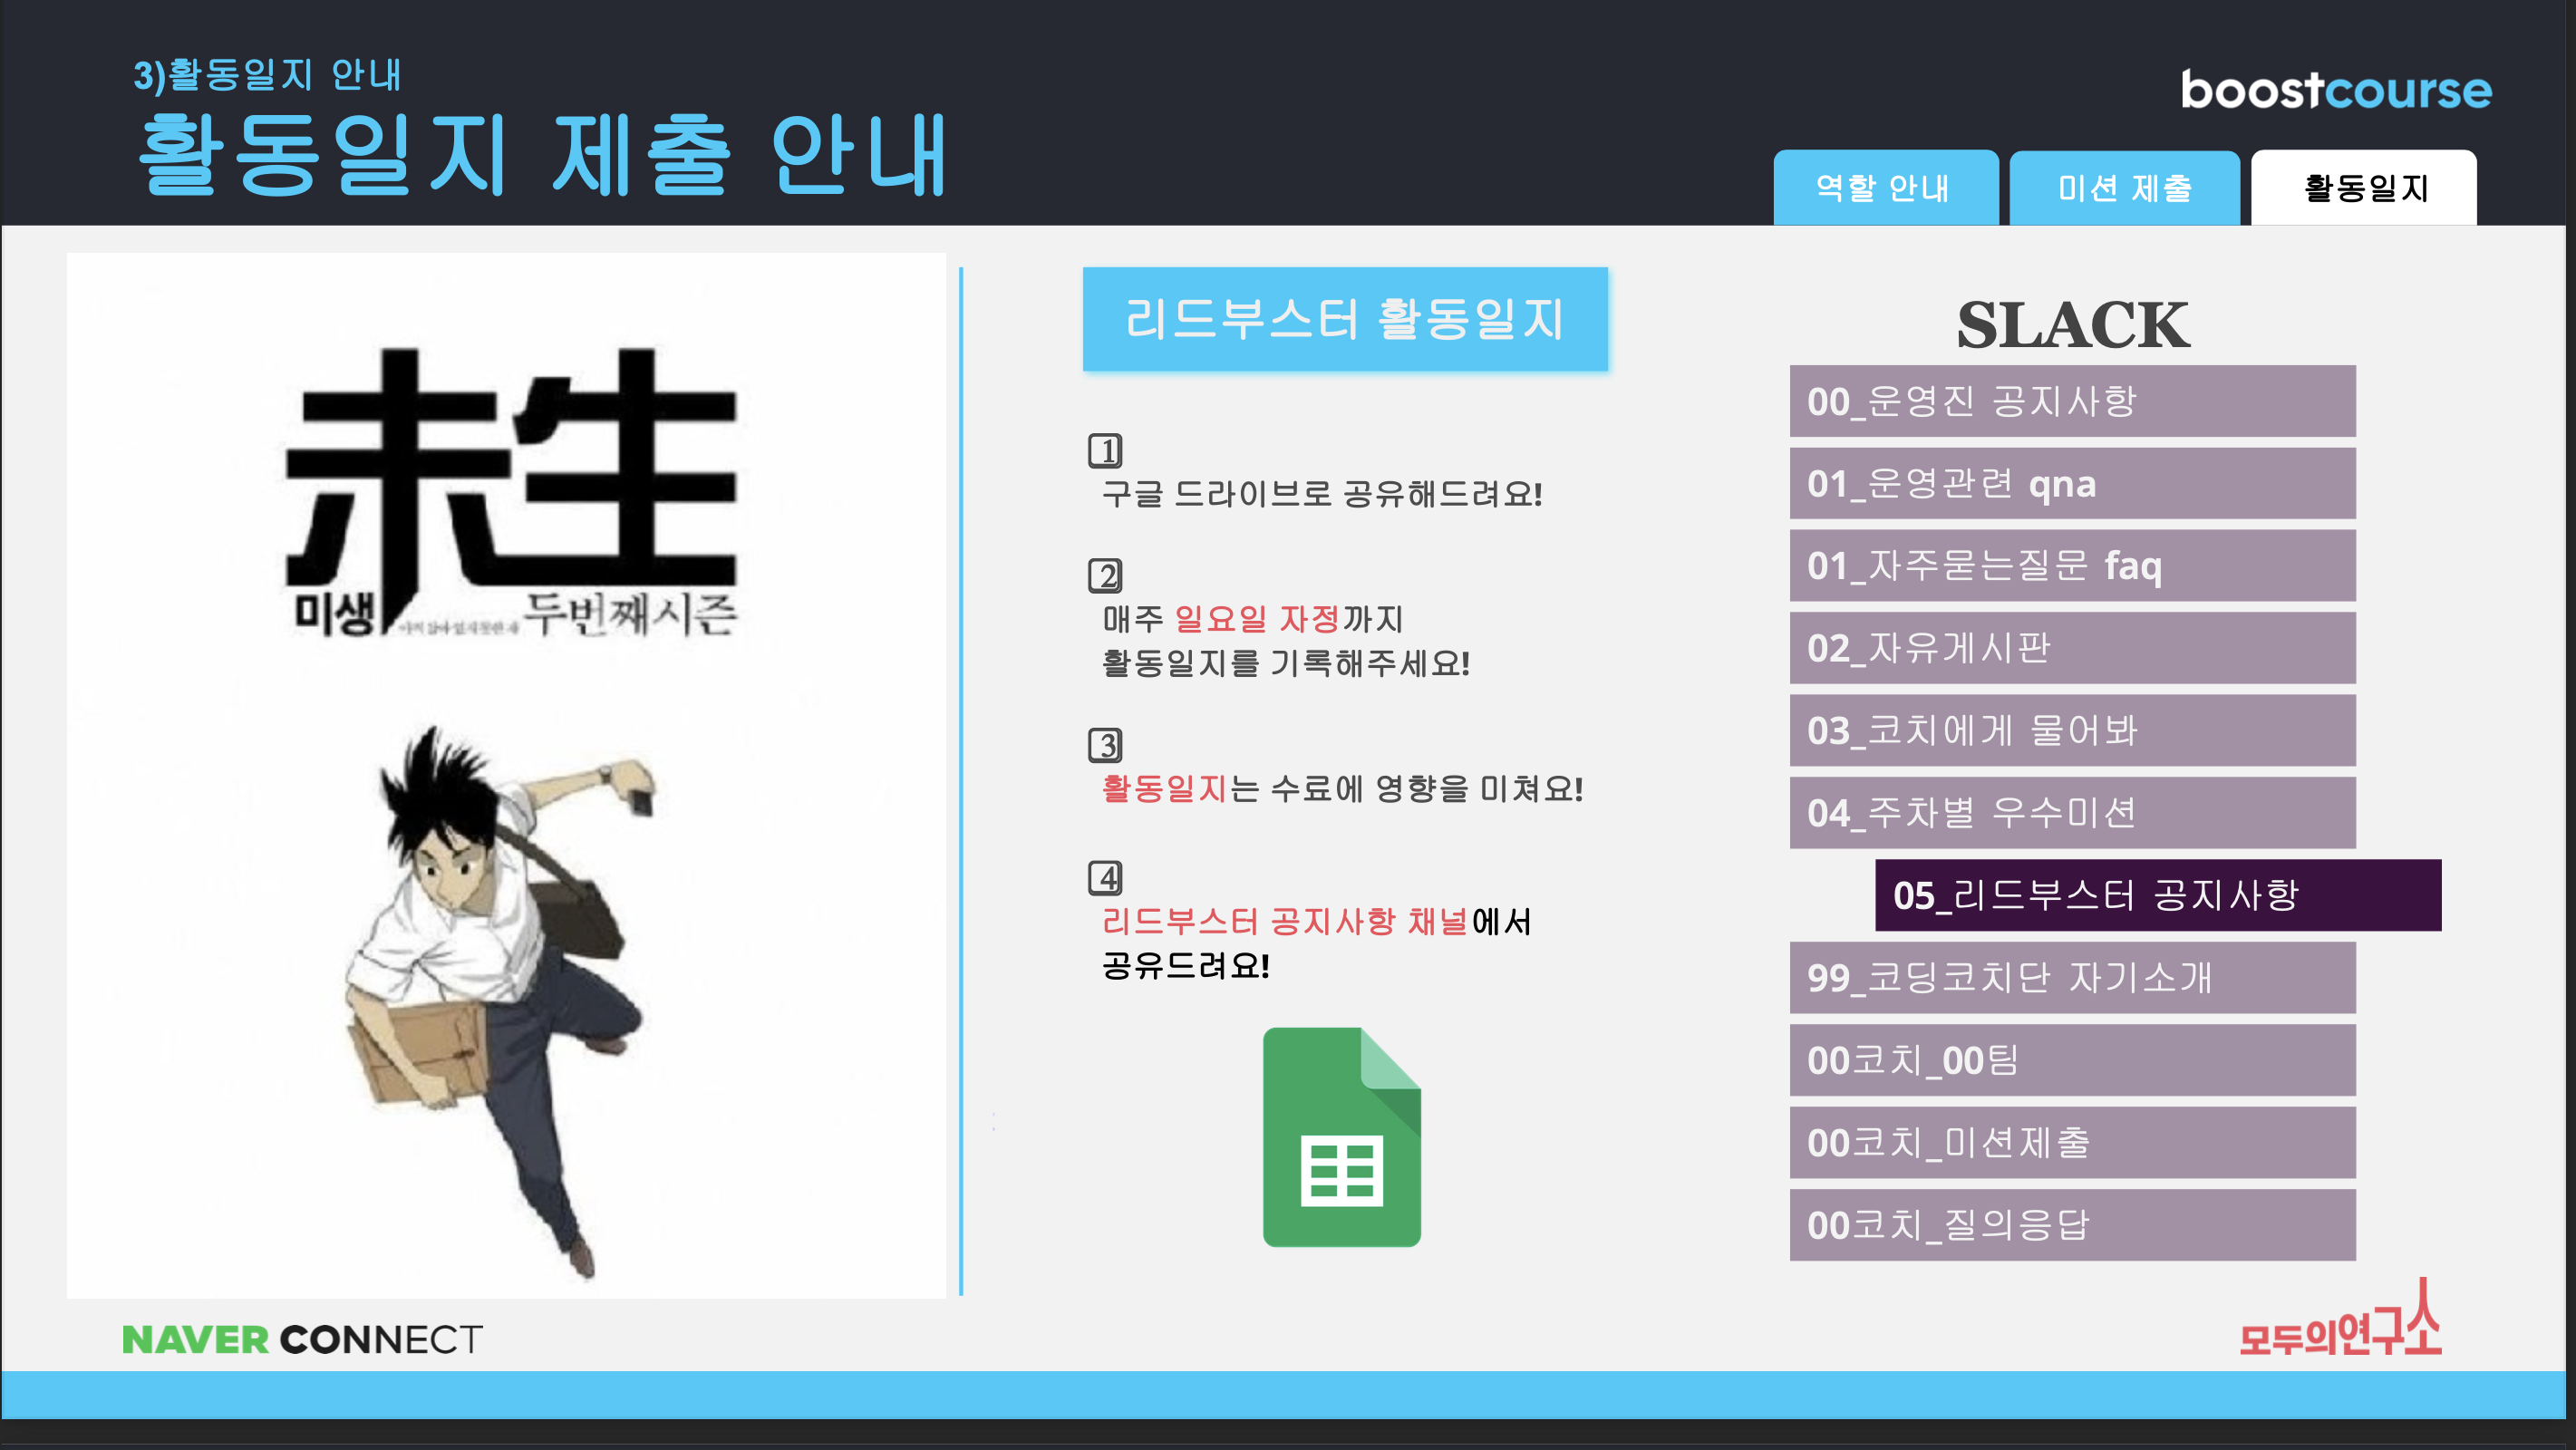 3)활동일지 안내
활동일지 제출 안내
boostcourse
역할 안내
미션 제출
활동일지
未生
미생
두번째시즌
리드부스터 활동일지
1
구글 드라이브로 공유해드려요!
2
매주 일요일 자정까지
활동일지를 기록해주세요!
3
활동일지는 수료에 영향을 미쳐요!
4
리드부스터 공지사항 채널에서
공유드려요!
SLACK
00_운영진 공지사항
01_운영관련 qna
01_자주묻는질문 faq
02_자유게시판
03_코치에게 물어봐
04_주차별 우수미션
05_리드부스터 공지사항
99_코딩코치단 자기소개
00코치_00팀
00코치_미션제출
00코치_질의응답
NAVER CONNECT
모두의연구소